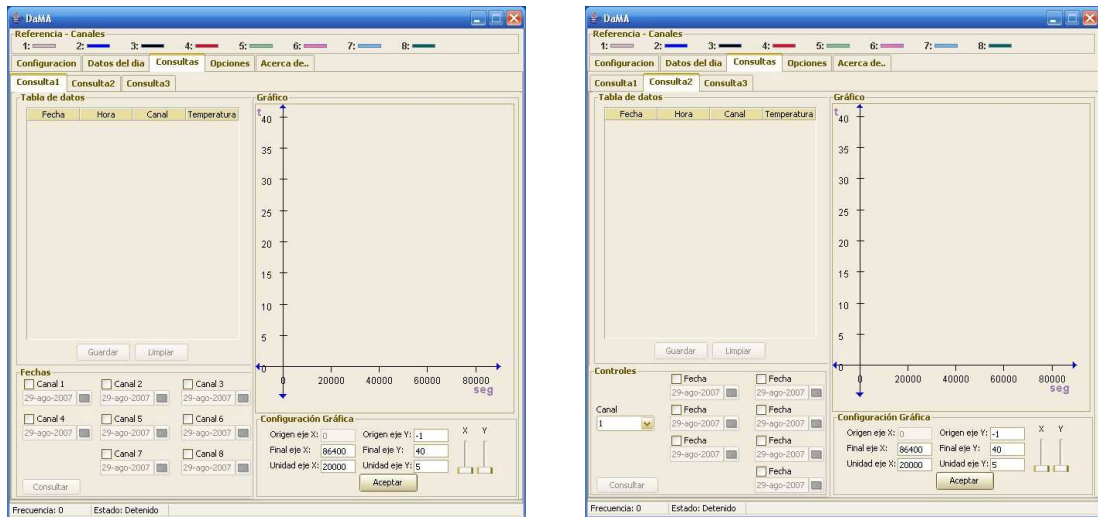 DaMA
Referencia - Canales
1: 2: 3: 4: 5: 6: 7: 8:
Configuracion Datos del dia Consultas Opciones Acerca de..
Consulta1 Consulta2 Consulta3
Tabla de datos
Fecha Hora Canal Temperatura
Guardar Limpiar
Fechas
Canal 1 Canal 2 Canal 3
29-ago-2007 29-ago-2007 29-ago-2007
Canal 4 Canal 5 Canal 6
29-ago-2007 29-ago-2007 29-ago-2007
Canal 7 Canal 8
29-ago-2007 29-ago-2007
Consultar
Gráfico
t
40
35
30
25
20
15
10
5
0
0 20000 40000 60000 80000
seg
Configuración Gráfica
Origen eje X: 0 Origen eje Y: -1 X Y
Final eje X: 86400 Final eje Y: 40
Unidad eje X: 20000 Unidad eje Y: 5
Aceptar
Frecuencia: 0 Estado: Detenido
DaMA
Referencia - Canales
1: 2: 3: 4: 5: 6: 7: 8:
Configuracion Datos del dia Consultas Opciones Acerca de..
Consulta1 Consulta2 Consulta3
Tabla de datos
Fecha Hora Canal Temperatura
Guardar Limpiar
Controles
Canal
1
Fecha Fecha
29-ago-2007 29-ago-2007
Fecha Fecha
29-ago-2007 29-ago-2007
Fecha Fecha
29-ago-2007 29-ago-2007
Fecha
29-ago-2007
Consultar
Gráfico
t
40
35
30
25
20
15
10
5
0
0 20000 40000 60000 80000
seg
Configuración Gráfica
Origen eje X: 0 Origen eje Y: -1 X Y
Final eje X: 86400 Final eje Y: 40
Unidad eje X: 20000 Unidad eje Y: 5
Aceptar
Frecuencia: 0 Estado: Detenido